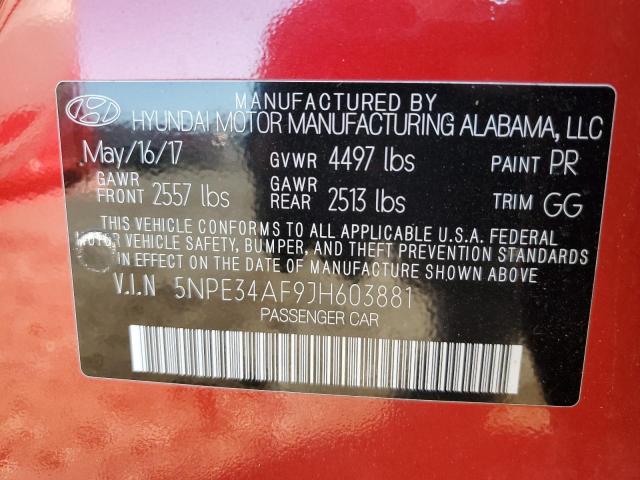 MANUFACTURED BY
HYUNDAI MOTOR MANUFACTURING ALABAMA, LLC
May/16/17 GVWR 4497 lbs PAINT PR
GAWR FRONT 2557 lbs GAWR REAR 2513 lbs TRIM GG
THIS VEHICLE CONFORMS TO ALL APPLICABLE U.S.A. FEDERAL
MOTOR VEHICLE SAFETY, BUMPER, AND THEFT PREVENTION STANDARDS
IN EFFECT ON THE DATE OF MANUFACTURE SHOWN ABOVE.
V.I.N 5NPE34AF9JH603881
PASSENGER CAR